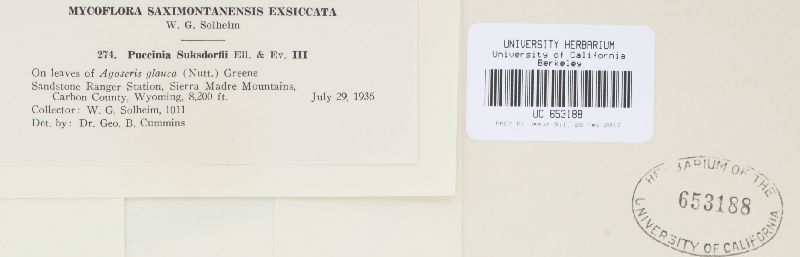 MYCOFLORA SAXIMONTANENSIS EXSICCATA
W. G. Solheim
274. Puccinia Suksdorfii Ell. & Ev. III
On leaves of Agoseris glauca (Nutt.) Greene
Sandstone Ranger Station, Sierra Madre Mountains,
Carbon County, Wyoming, 8,200 ft. July 29, 1936
Collector: W. G. Solheim, 1011
Det. by: Dr. Geo. B. Cummins
UNIVERSITY HERBARIUM
University of California
Berkeley
UC 653188
HERBARIUM OF THE
653188
UNIVERSITY OF CALIFORNIA